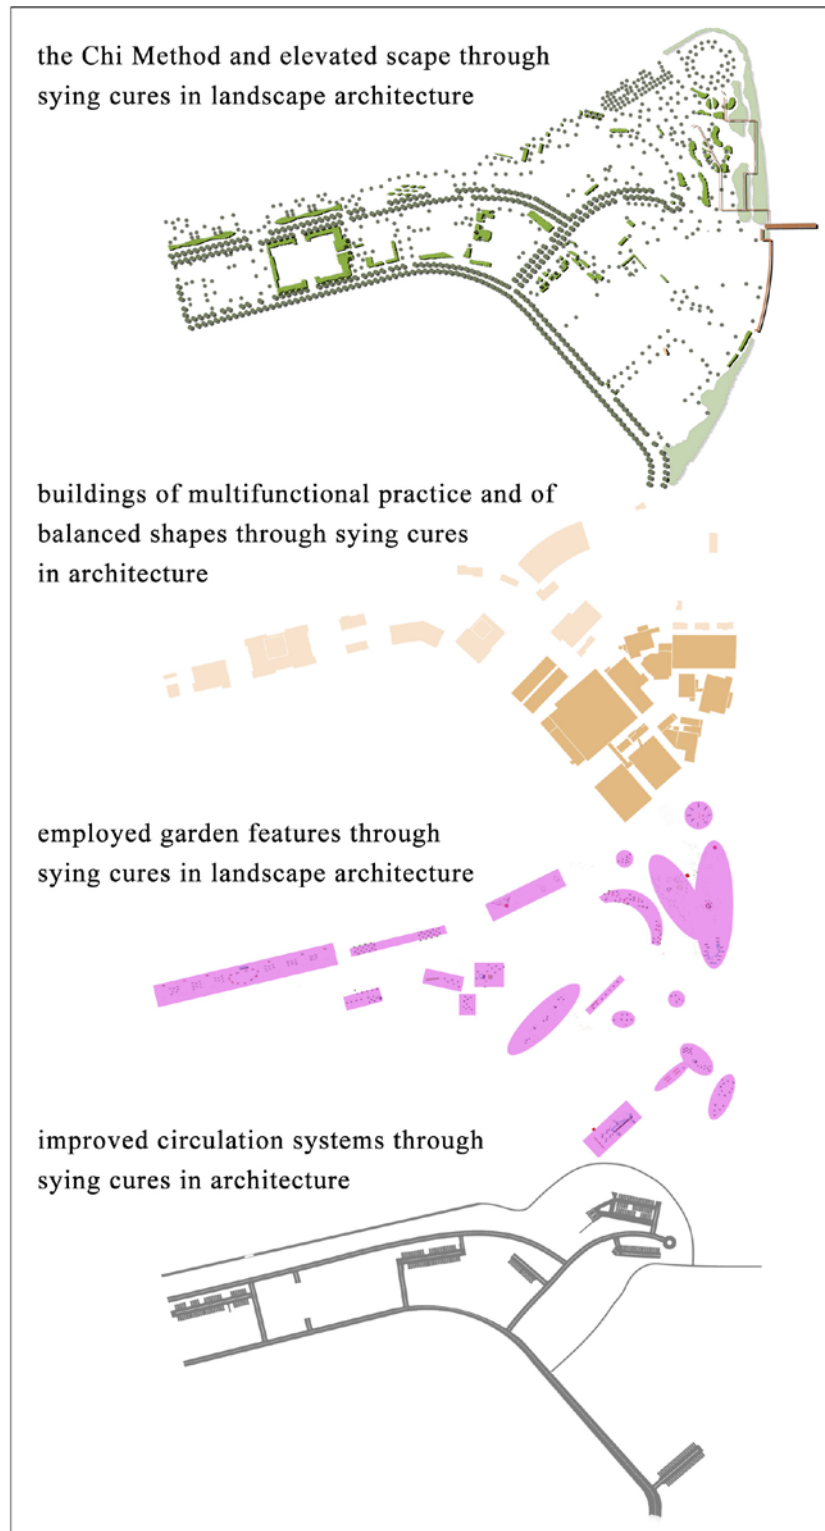 the Chi Method and elevated scape through
sying cures in landscape architecture
buildings of multifunctional practice and of
balanced shapes through sying cures
in architecture
employed garden features through
sying cures in landscape architecture
improved circulation systems through
sying cures in architecture